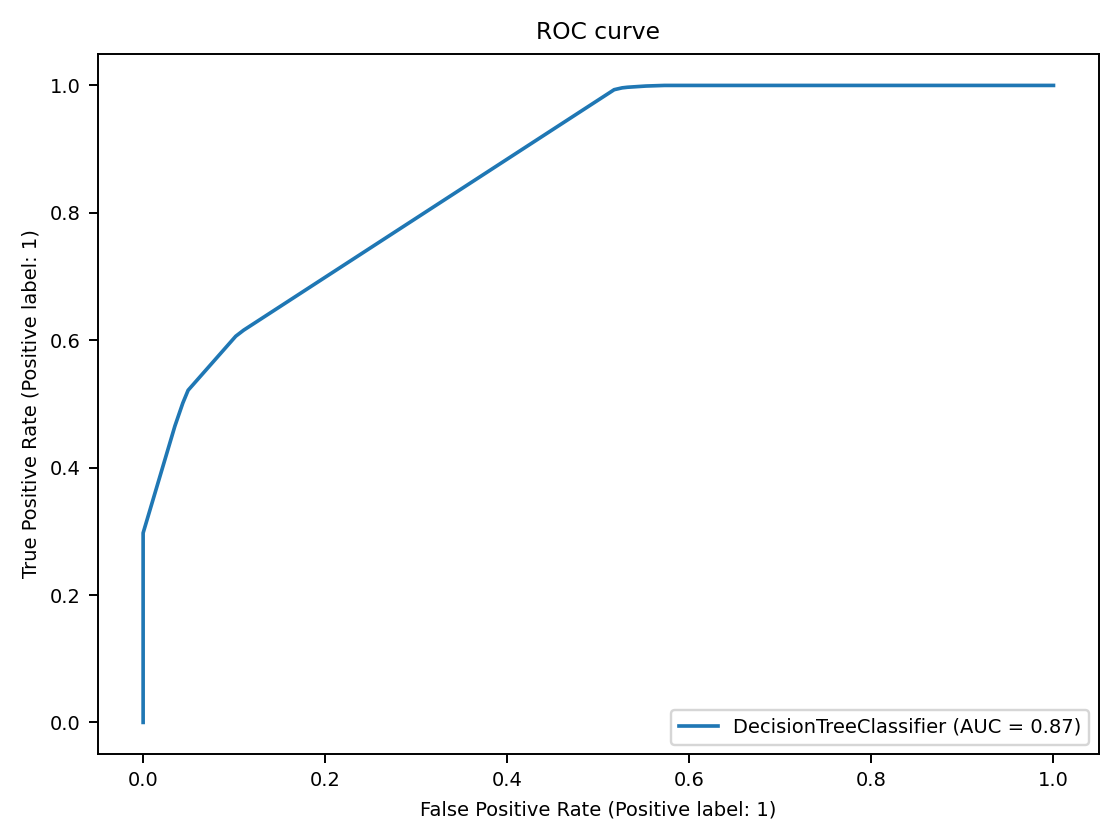 ROC curve
True Positive Rate (Positive label: 1)
1.0
0.8
0.6
0.4
0.2
0.0
DecisionTreeClassifier (AUC = 0.87)
0.0 0.2 0.4 0.6 0.8 1.0
False Positive Rate (Positive label: 1)